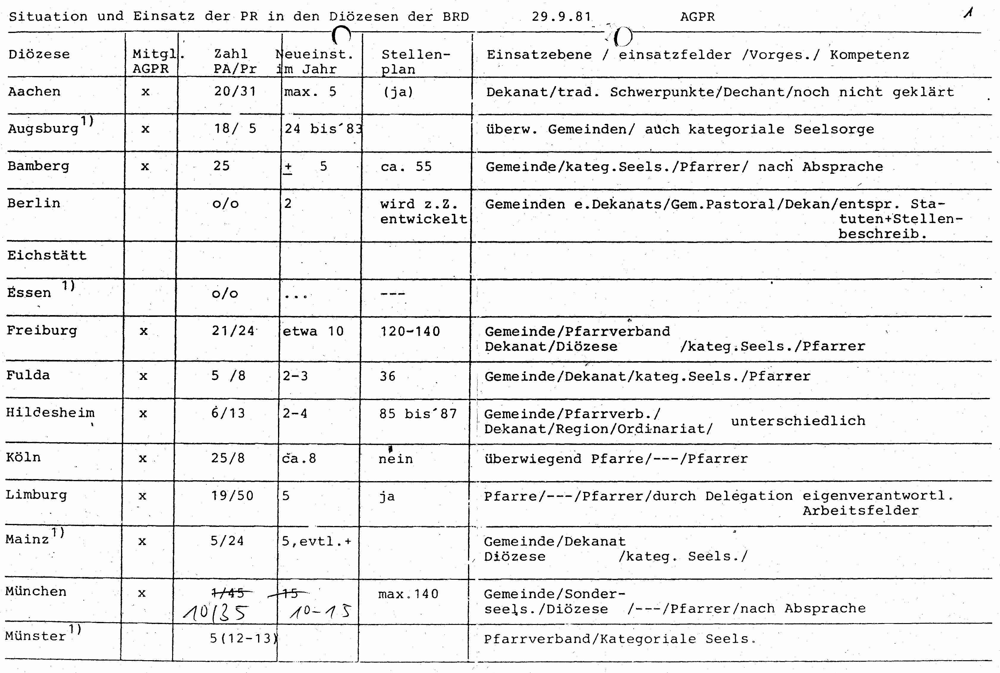 Situation und Einsatz der PR in den Diözesen der BRD 29.9.81 AGPR 1
Diözese Mitgl. Zahl Neueinst. Stellen- Einsatzebene / einsatzfelder /Vorges./ Kompetenz
AGPR PA/Pr im Jahr plan
Aachen x 20/31 max. 5 (ja) Dekanat/trad. Schwerpunkte/Dechant/noch nicht geklärt
Augsburg 1) x 18/ 5 24 bis´83 überw. Gemeinden/ auch kategoriale Seelsorge
Bamberg x 25 ± 5 ca. 55 Gemeinde/kateg.Seels./Pfarrer/ nach Absprache
Berlin o/o 2 wird z.Z. Gemeinden e.Dekanats/Gem.Pastoral/Dekan/entspr. Sta-
entwickelt tuten+Stellen-
beschreib.
Eichstätt
Essen 1) o/o ... ---
Freiburg x 21/24 etwa 10 120-140 Gemeinde/Pfarrverband
Dekanat/Diözese /kateg.Seels./Pfarrer
Fulda x 5 /8 2-3 36 Gemeinde/Dekanat/kateg.Seels./Pfarrer
Hildesheim x 6/13 2-4 85 bis´87 Gemeinde/Pfarrverb./ unterschiedlich
Dekanat/Region/Ordinariat/
Köln x 25/8 ca.8 nein überwiegend Pfarre/---/Pfarrer
Limburg x 19/50 5 ja Pfarre/---/Pfarrer/durch Delegation eigenverantwortl.
Arbeitsfelder
Mainz 1) x 5/24 5,evtl.+ Gemeinde/Dekanat
Diözese /kateg. Seels./
München x 1/45 15 max.140 Gemeinde/Sonder-
10/35 10-15 seels./Diözese /---/Pfarrer/nach Absprache
Münster 1) 5(12-13) Pfarrverband/Kategoriale Seels.